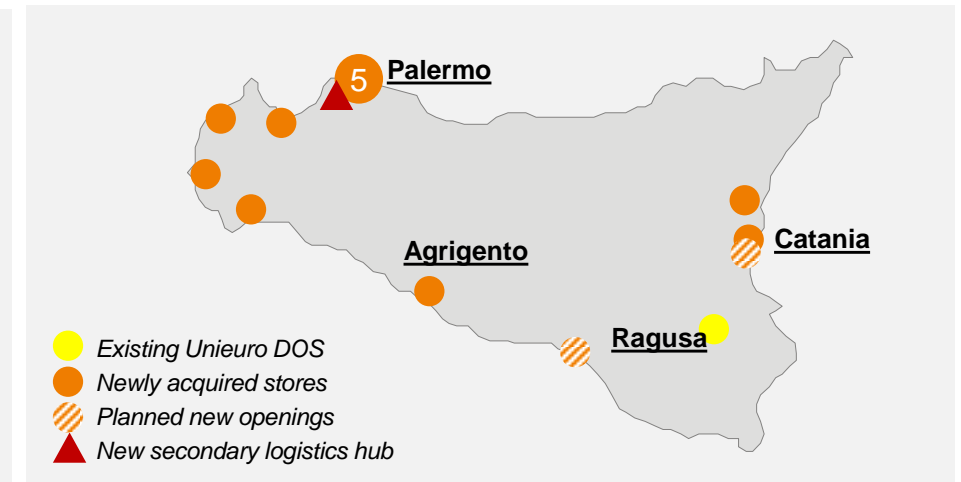 5 Palermo
Agrigento
Catania
Ragusa
Existing Unieuro DOS
Newly acquired stores
Planned new openings
New secondary logistics hub